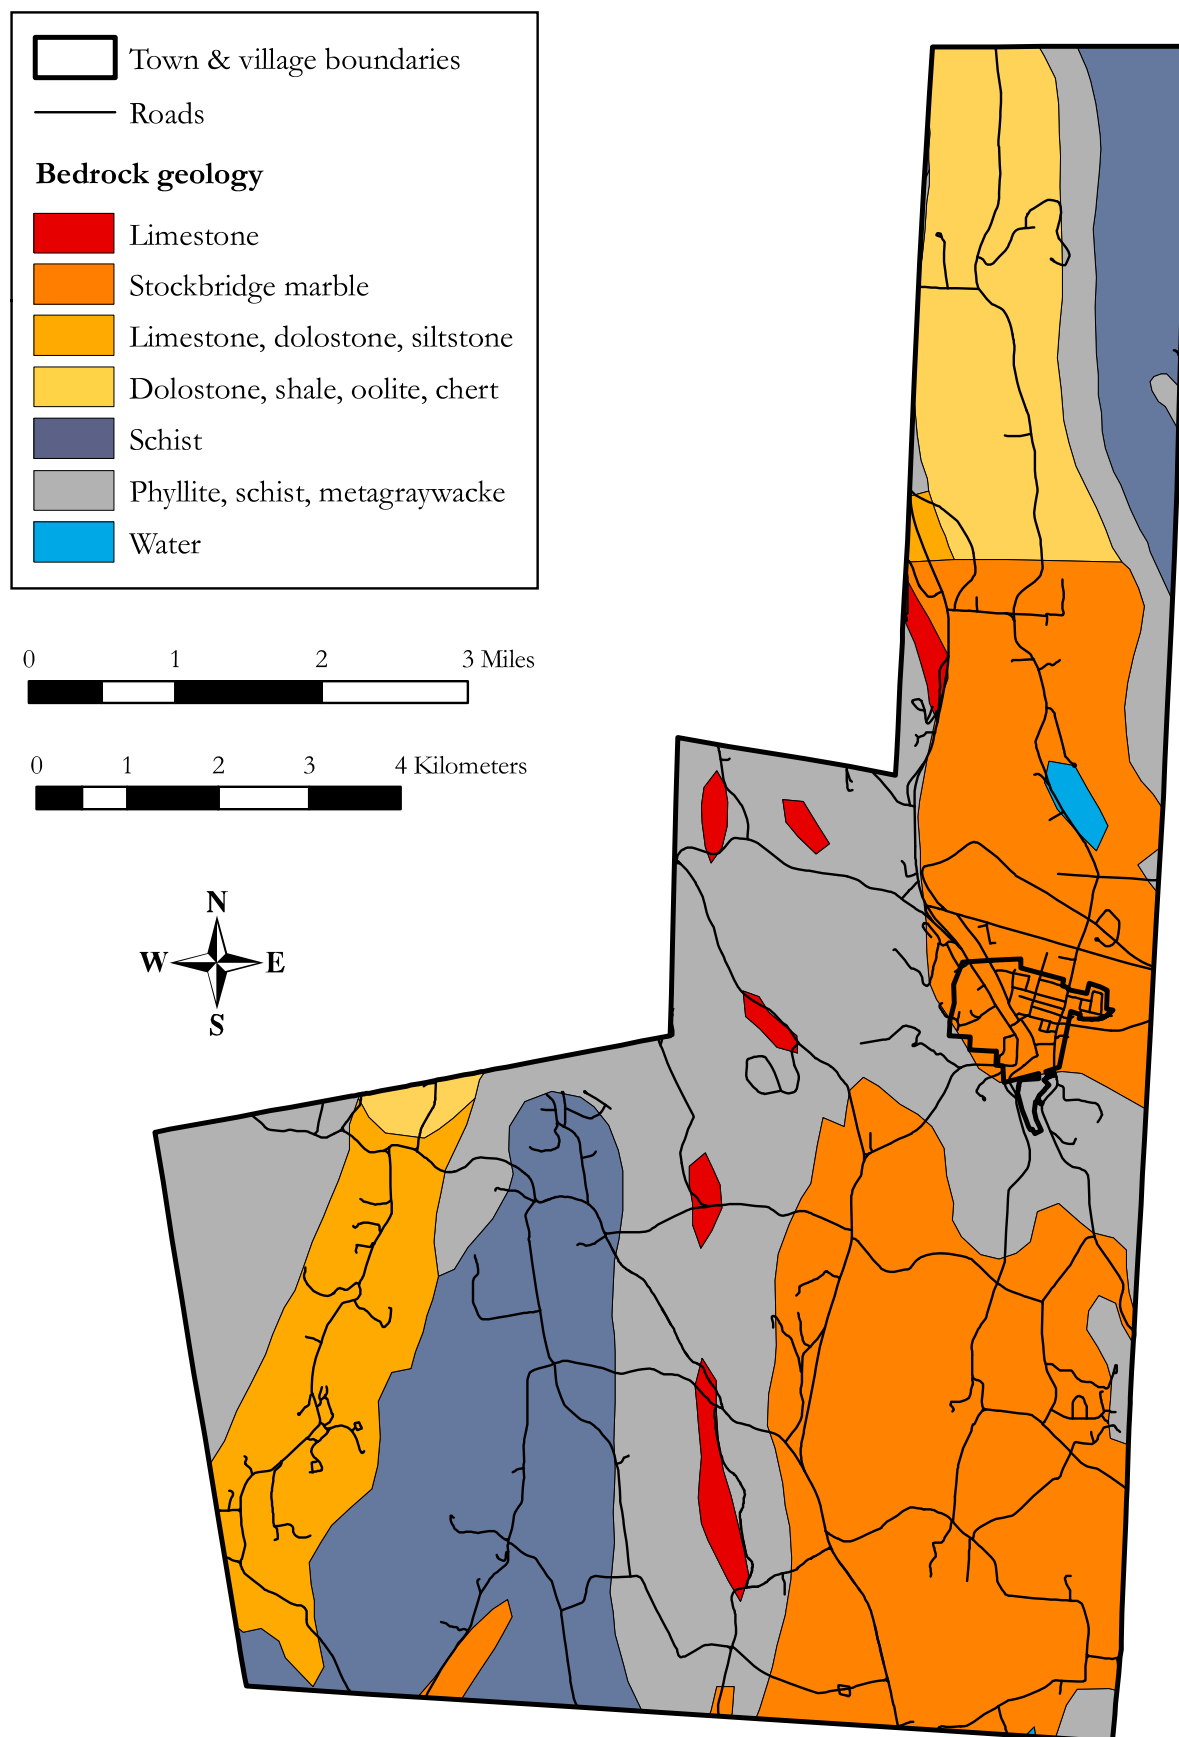 Town & village boundaries
Roads
Bedrock geology
Limestone
Stockbridge marble
Limestone, dolostone, siltstone
Dolostone, shale, oolite, chert
Schist
Phyllite, schist, metagraywacke
Water
0 1 2 3 Miles
0 1 2 3 4 Kilometers
N
W E
S